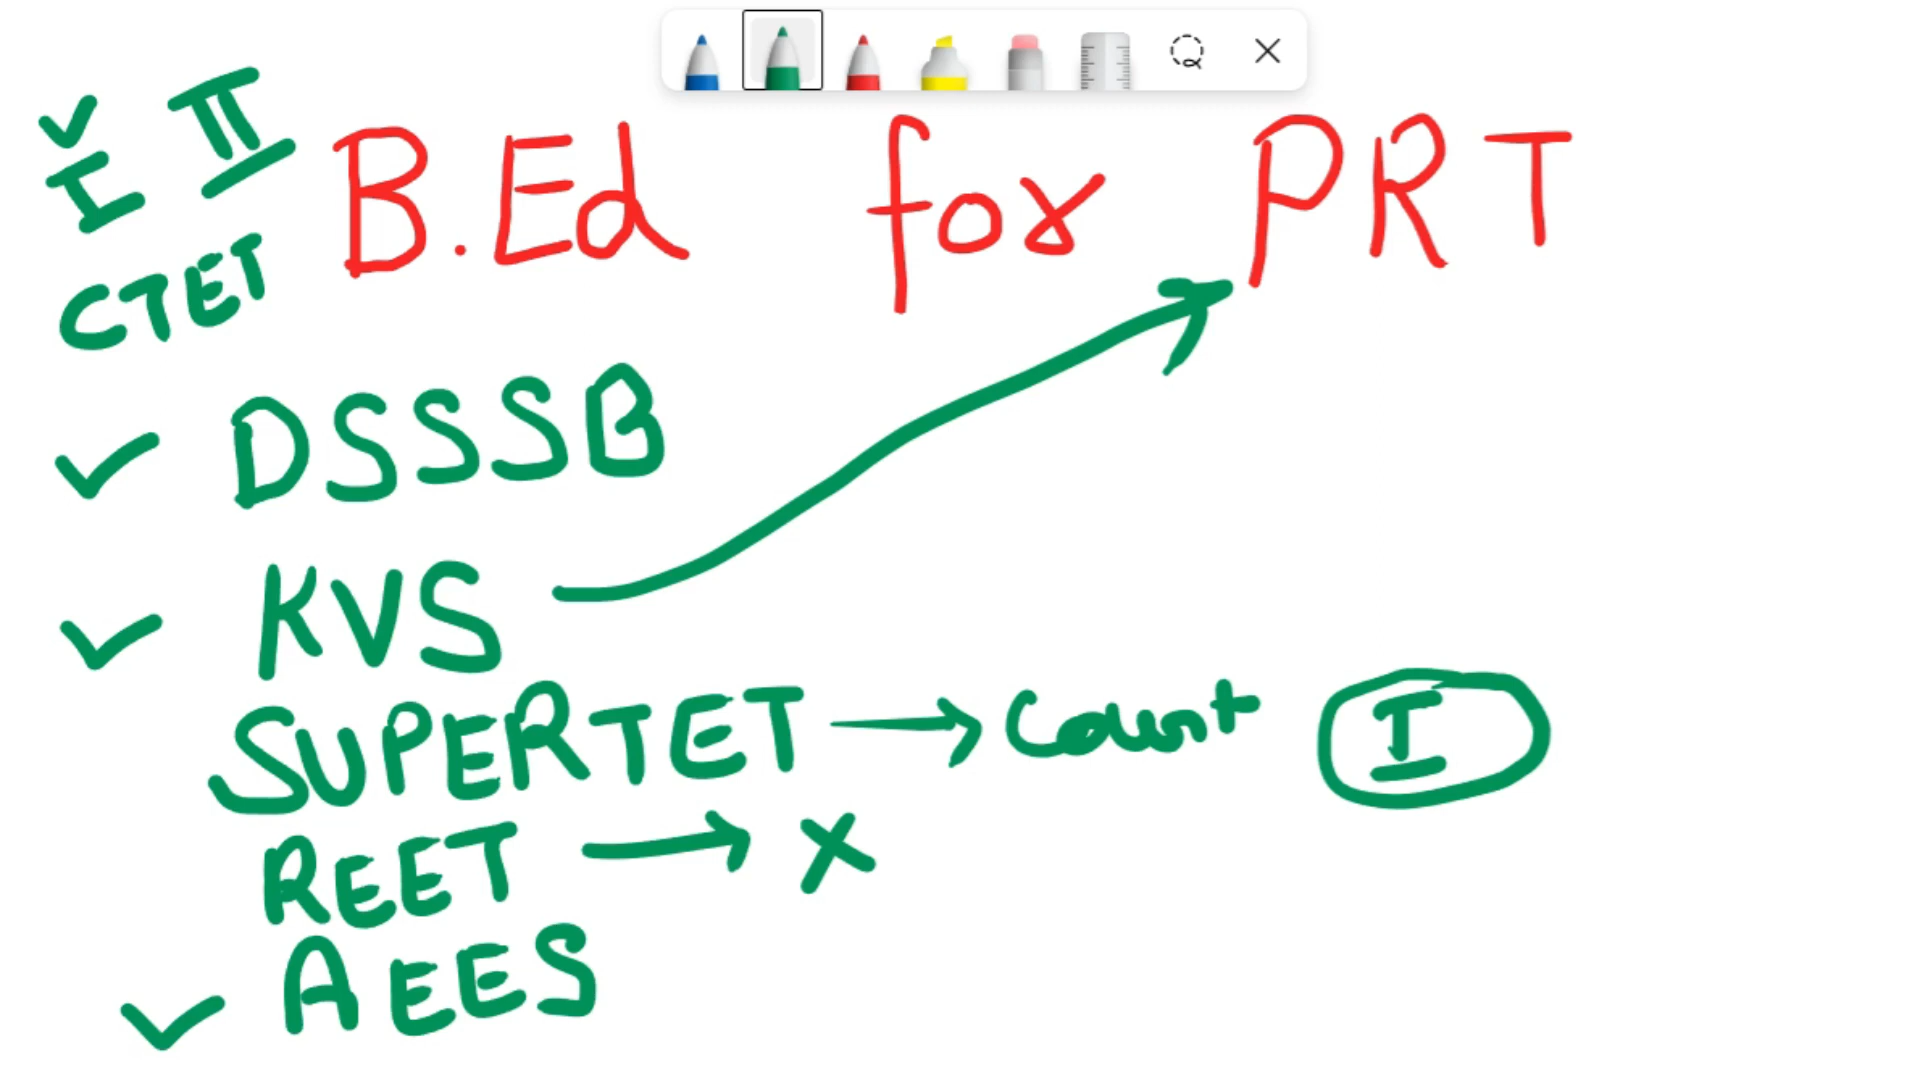 I II
B.Ed for PRT
CTET
DSSSB
KVS
SUPERTET → Count I
REET → X
AEES